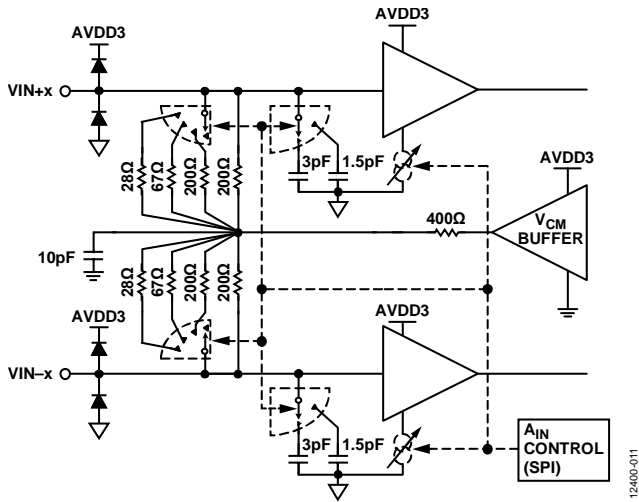 AVDD3
AVDD3
VIN+x
28Ω
67Ω
200Ω
200Ω
3pF
1.5pF
AVDD3
400Ω
VCM
BUFFER
10pF
28Ω
67Ω
200Ω
200Ω
AVDD3
AVDD3
VIN–x
3pF
1.5pF
AIN
CONTROL
(SPI)
12400-011